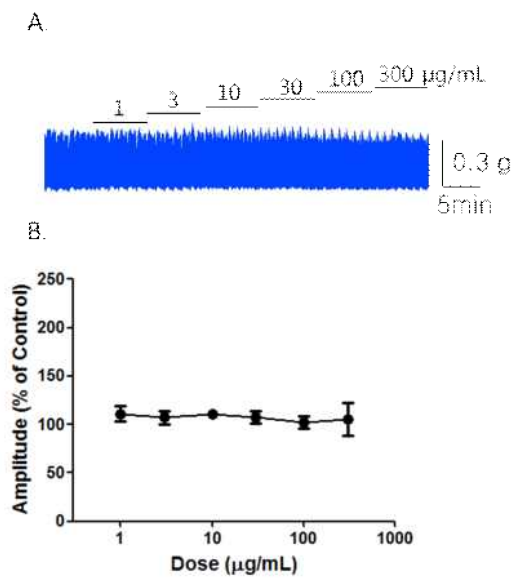 A.
1 3 10 30 100 300 µg/mL
0.3 g
5min
B.
250
200
150
100
50
0
Amplitude (% of Control)
1 10 100 1000
Dose (µg/mL)